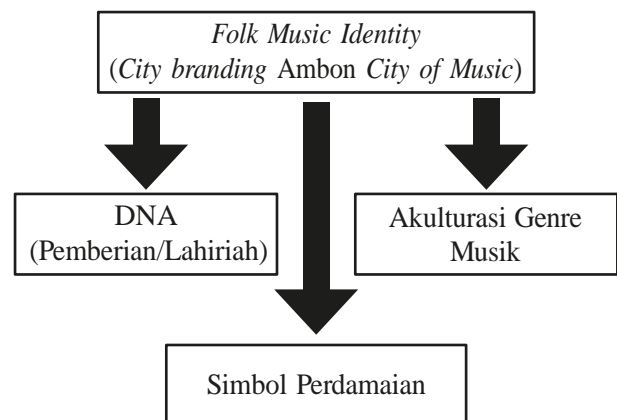 Folk Music Identity
(City branding Ambon City of Music)
DNA
(Pemberian/Lahiriah)
Akulturasi Genre
Musik
Simbol Perdamaian